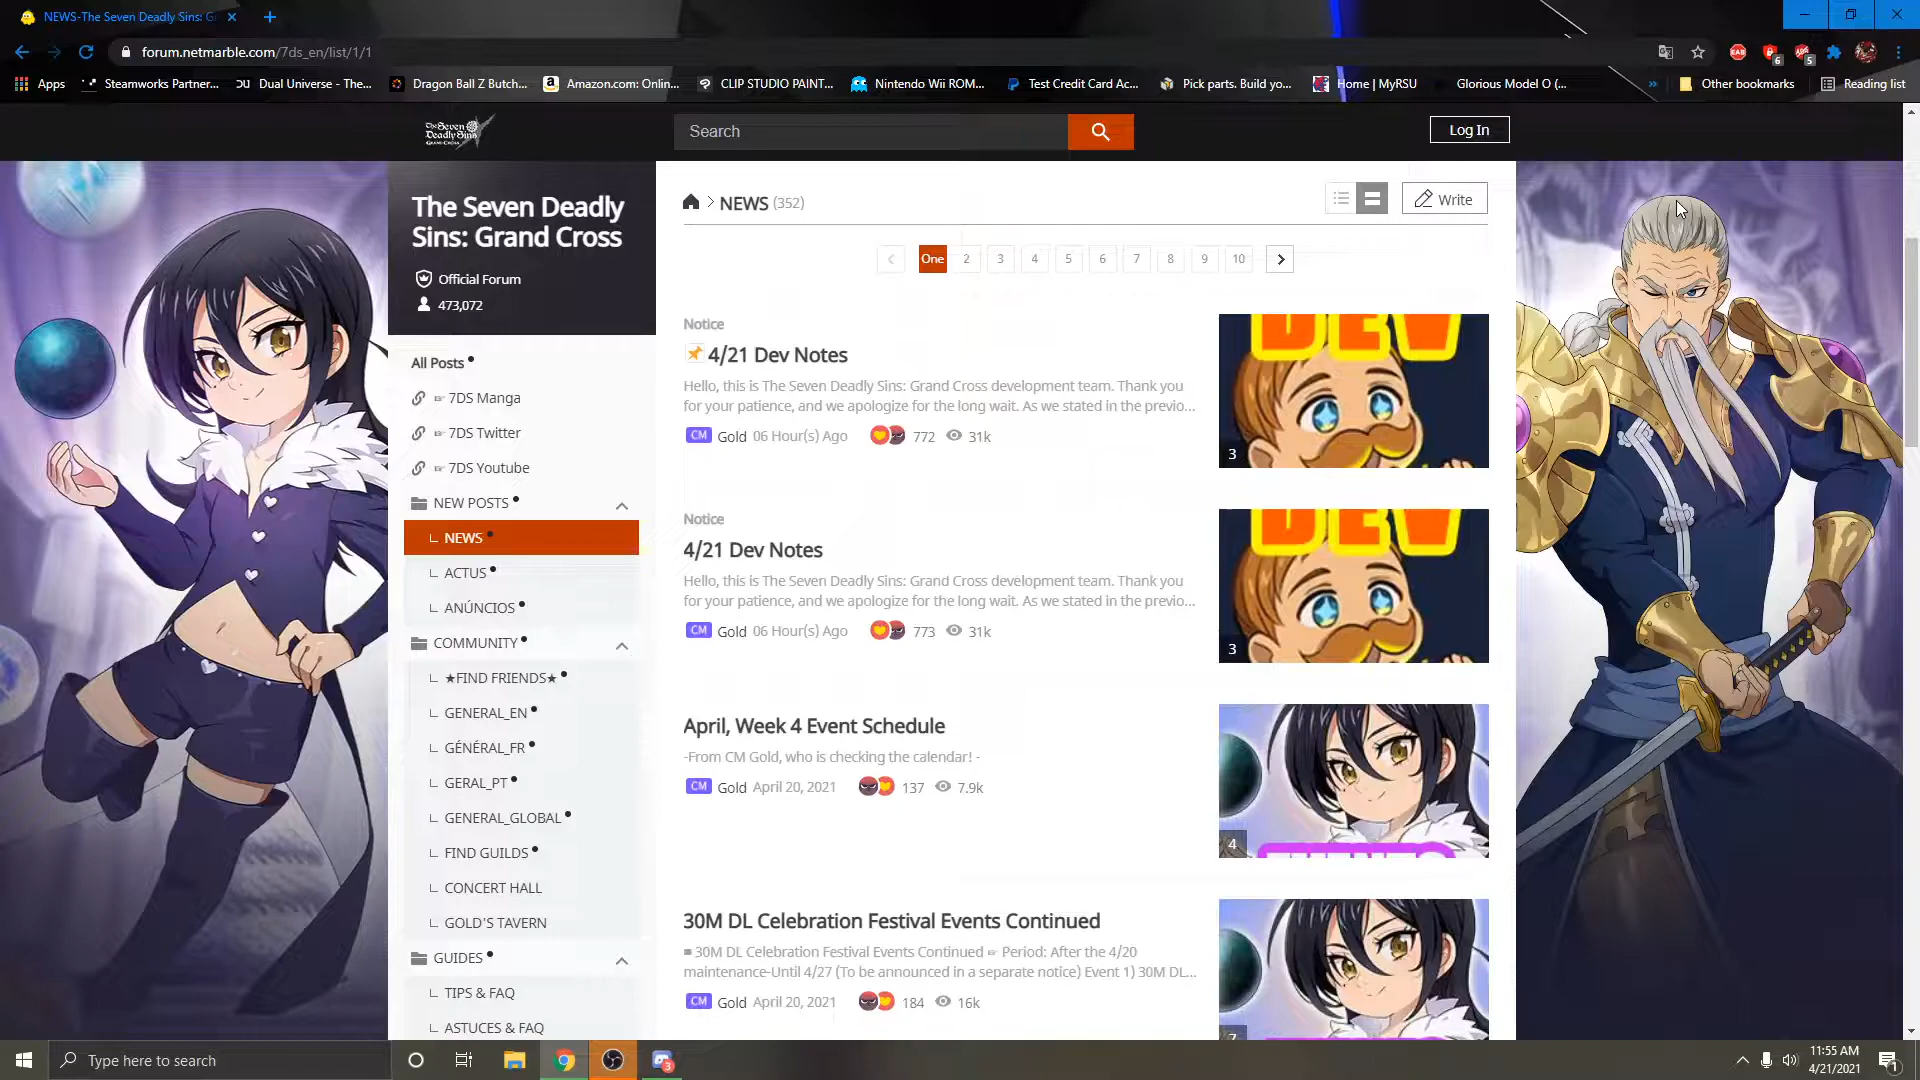 NEWS-The Seven Deadly Sins: G
forum.netmarble.com/7ds_en/list/1/1
6
5
Apps
Steamworks Partner...
Dual Universe - The...
Dragon Ball Z Butch...
Amazon.com: Onlin...
CLIP STUDIO PAINT...
Nintendo Wii ROM...
Test Credit Card Ac...
Pick parts. Build yo...
Home | MyRSU
Glorious Model O (...
Other bookmarks
Reading list
The Seven Deadly Sins
GRAND CROSS
Search
Log In
The Seven Deadly
Sins: Grand Cross
Official Forum
473,072
All Posts
7DS Manga
7DS Twitter
7DS Youtube
NEW POSTS
NEWS
ACTUS
ANÚNCIOS
COMMUNITY
★FIND FRIENDS★
GENERAL_EN
GÉNÉRAL_FR
GERAL_PT
GENERAL_GLOBAL
FIND GUILDS
CONCERT HALL
GOLD'S TAVERN
GUIDES
TIPS & FAQ
ASTUCES & FAQ
NEWS (352)
Write
One 2 3 4 5 6 7 8 9 10
Notice
4/21 Dev Notes
Hello, this is The Seven Deadly Sins: Grand Cross development team. Thank you
for your patience, and we apologize for the long wait. As we stated in the previo...
CM Gold 06 Hour(s) Ago 772 31k
DEV
3
Notice
4/21 Dev Notes
Hello, this is The Seven Deadly Sins: Grand Cross development team. Thank you
for your patience, and we apologize for the long wait. As we stated in the previo...
CM Gold 06 Hour(s) Ago 773 31k
DEV
3
April, Week 4 Event Schedule
-From CM Gold, who is checking the calendar! -
CM Gold April 20, 2021 137 7.9k
4
30M DL Celebration Festival Events Continued
■ 30M DL Celebration Festival Events Continued ☞ Period: After the 4/20
maintenance-Until 4/27 (To be announced in a separate notice) Event 1) 30M DL...
CM Gold April 20, 2021 184 16k
Type here to search
3
11:55 AM
4/21/2021
1